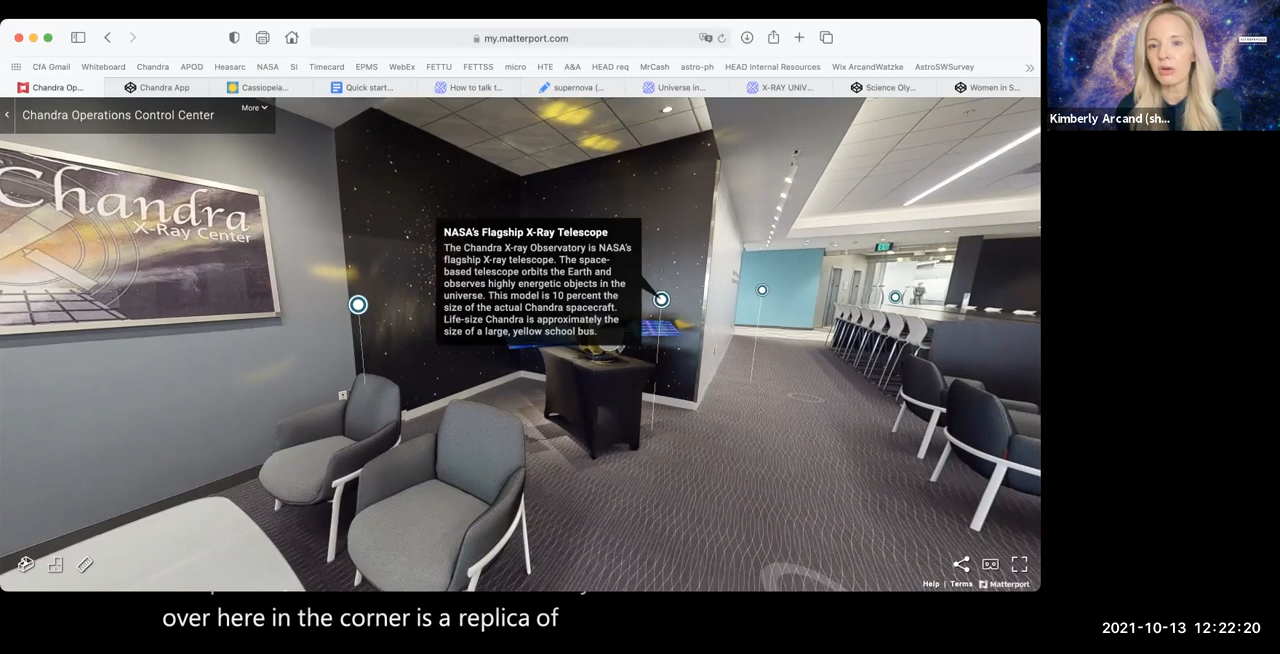 my.matterport.com
CfA Gmail Whiteboard Chandra APOD Heasarc NASA SI Timecard EPMS WebEx FETTU FETTSS micro HTE A&A HEAD req MrCash astro-ph HEAD Internal Resources Wix ArcandWatzke AstroSWSurvey
Chandra Op... Chandra App Cassiopeia... Quick start... How to talk t... supernova (... Universe in... X-RAY UNIV... Science Oly... Women in S...
Kimberly Arcand (sh...
More
Chandra Operations Control Center
Chandra
X-Ray Center
NASA's Flagship X-Ray Telescope
The Chandra X-ray Observatory is NASA's
flagship X-ray telescope. The space-
based telescope orbits the Earth and
observes highly energetic objects in the
universe. This model is 10 percent the
size of the actual Chandra spacecraft.
Life-size Chandra is approximately the
size of a large, yellow school bus.
EXIT
Help | Terms | Matterport
over here in the corner is a replica of
2021-10-13 12:22:20